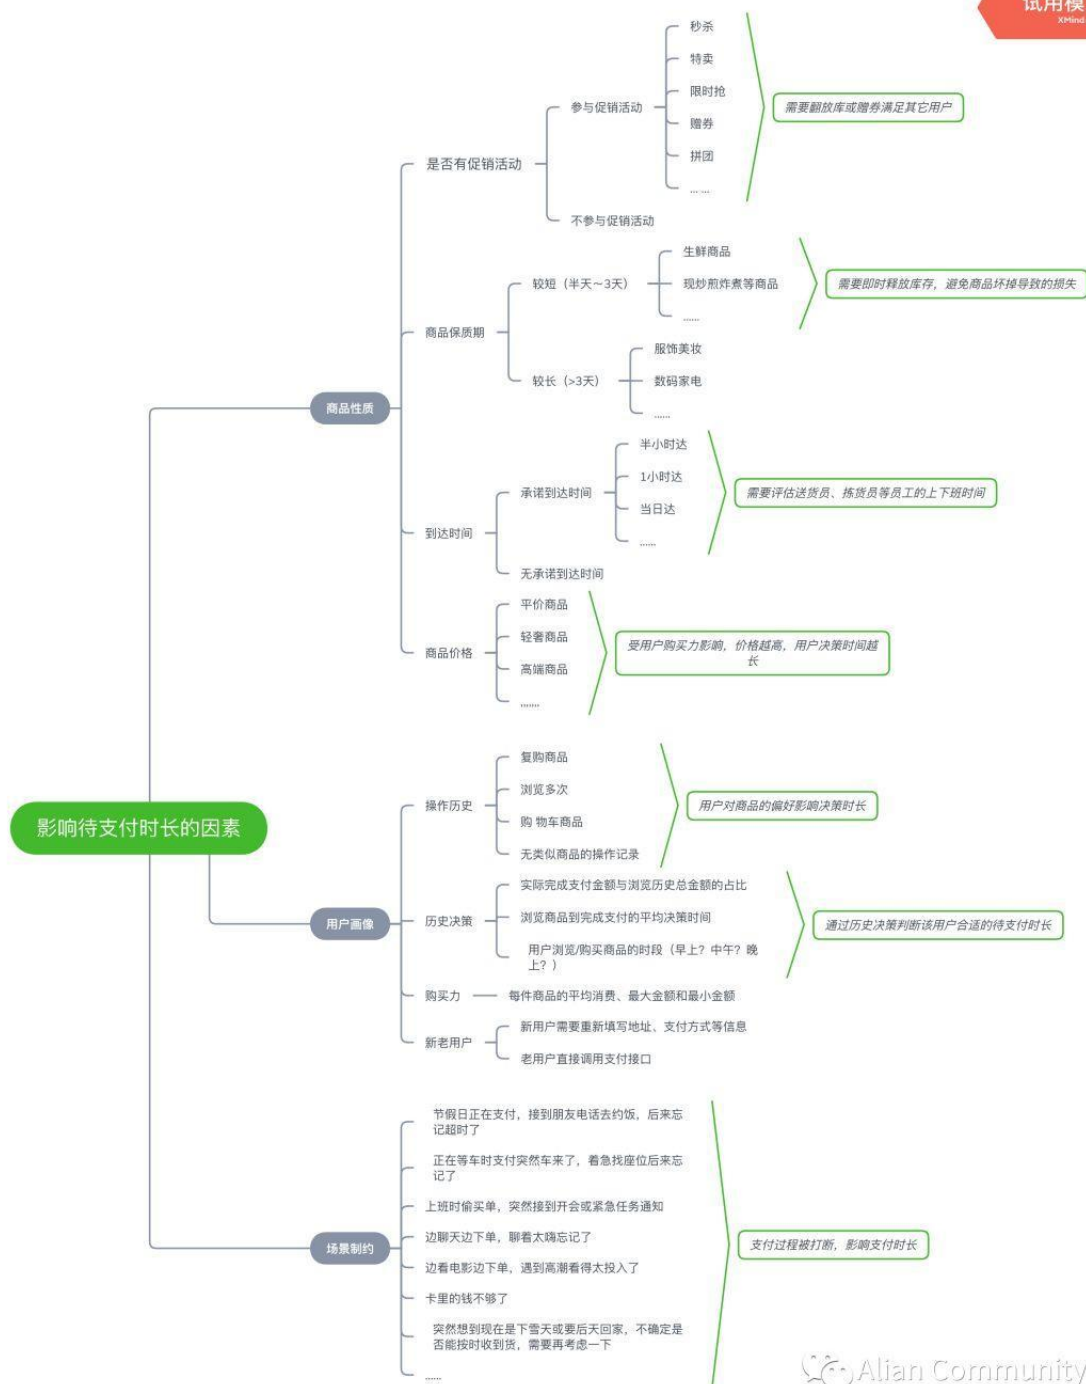 试用模
XMind
秒杀
特卖
限时抢
赠券
拼团
... ...
参与促销活动
需要翻放库或赠券满足其它用户
是否有促销活动
不参与促销活动
生鲜商品
较短（半天～3天）
现炒煎炸煮等商品
......
需要即时释放库存，避免商品坏掉导致的损失
商品保质期
服饰美妆
较长（>3天）
数码家电
......
商品性质
半小时达
1小时达
当日达
......
承诺到达时间
需要评估送货员、拣货员等员工的上下班时间
到达时间
无承诺到达时间
平价商品
轻奢商品
高端商品
.......
商品价格
受用户购买力影响，价格越高，用户决策时间越
长
影响待支付时长的因素
复购商品
浏览多次
购 物车商品
无类似商品的操作记录
操作历史
用户对商品的偏好影响决策时长
实际完成支付金额与浏览历史总金额的占比
浏览商品到完成支付的平均决策时间
用户浏览/购买商品的时段（早上？中午？晚
上？）
历史决策
通过历史决策判断该用户合适的待支付时长
用户画像
购买力
每件商品的平均消费、最大金额和最小金额
新老用户
新用户需要重新填写地址、支付方式等信息
老用户直接调用支付接口
节假日正在支付，接到朋友电话去约饭，后来忘
记超时了
正在等车时支付突然车来了，着急找座位后来忘
记了
上班时偷买单，突然接到开会或紧急任务通知
边聊天边下单，聊着太嗨忘记了
场景制约
支付过程被打断，影响支付时长
边看电影边下单，遇到高潮看得太投入了
卡里的钱不够了
突然想到现在是下雪天或要后天回家，不确定是
否能按时收到货，需要再考虑一下
......
Alian Community